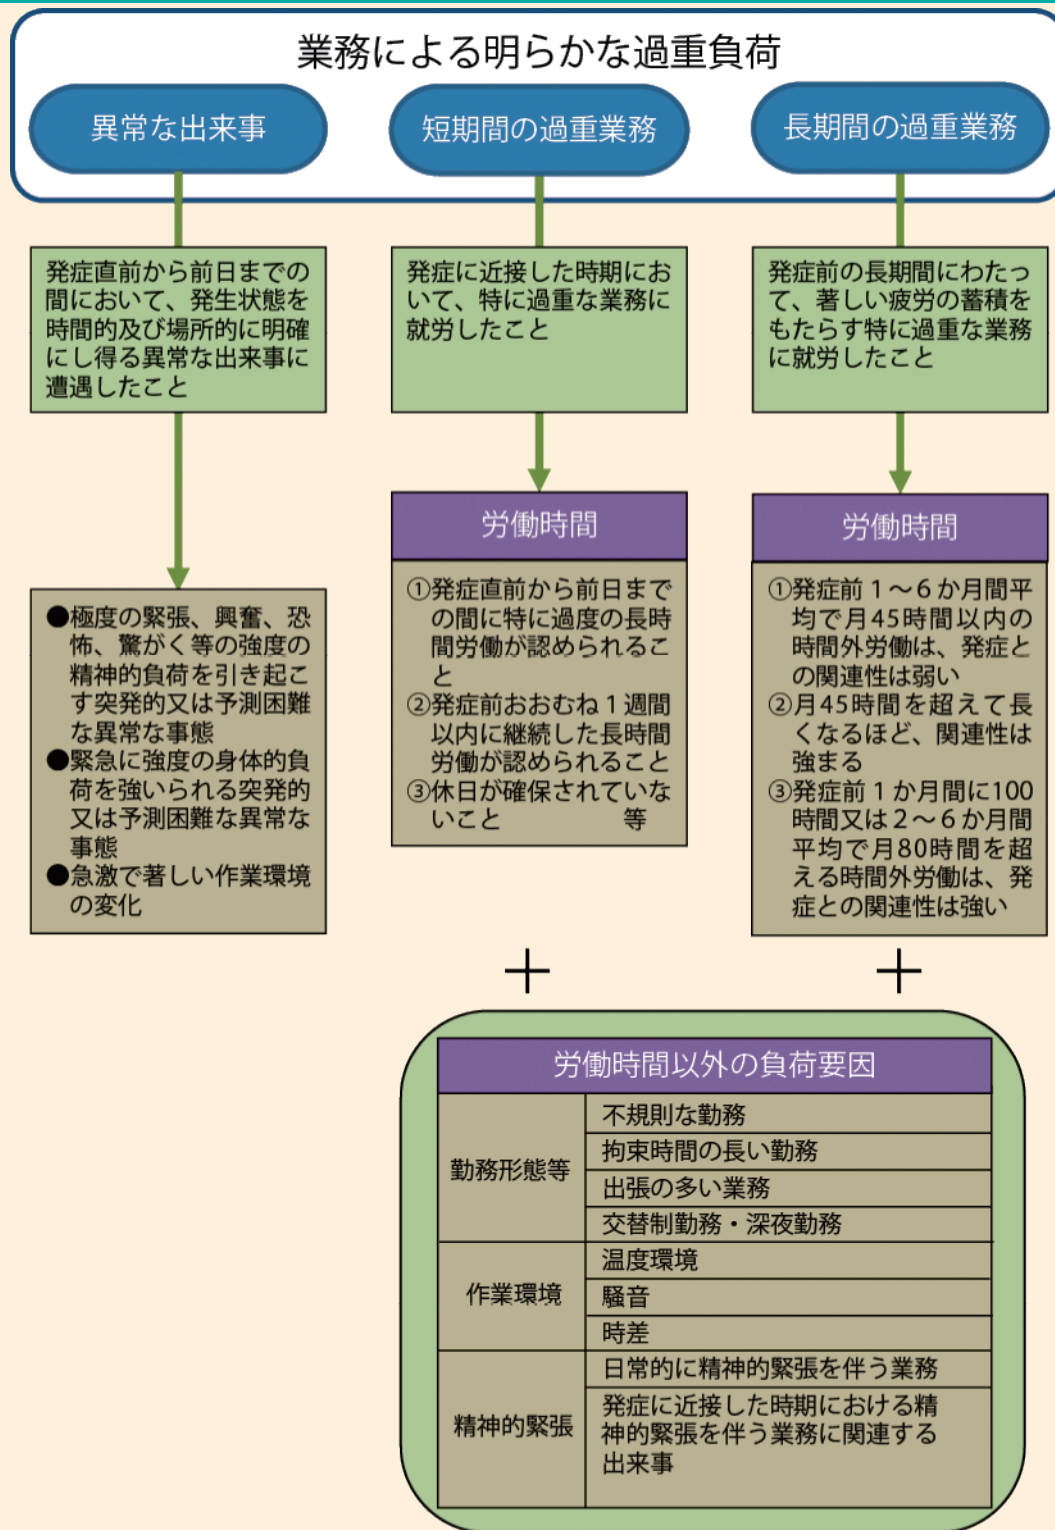 業務による明らかな過重負荷
異常な出来事
短期間の過重業務
長期間の過重業務
発症直前から前日までの
間において、発生状態を
時間的及び場所的に明確
にし得る異常な出来事に
遭遇したこと
発症に近接した時期にお
いて、特に過重な業務に
就労したこと
発症前の長期間にわたっ
て、著しい疲労の蓄積を
もたらす特に過重な業務
に就労したこと
●極度の緊張、興奮、恐
怖、驚がく等の強度の
精神的負荷を引き起こ
す突発的又は予測困難
な異常な事態
●緊急に強度の身体的負
荷を強いられる突発的
又は予測困難な異常な
事態
●急激で著しい作業環境
の変化
労働時間
①発症直前から前日まで
の間に特に過度の長時
間労働が認められるこ
と
②発症前おおむね1週間
以内に継続した長時間
労働が認められること
③休日が確保されていな
いこと 等
労働時間
①発症前1～6か月間平
均で月45時間以内の
時間外労働は、発症と
の関連性は弱い
②月45時間を超えて長
くなるほど、関連性は
強まる
③発症前1か月間に100
時間又は2～6か月間
平均で月80時間を超
える時間外労働は、発
症との関連性は強い
＋
＋
労働時間以外の負荷要因
勤務形態等
不規則な勤務
拘束時間の長い勤務
出張の多い業務
交替制勤務・深夜勤務
作業環境
温度環境
騒音
時差
精神的緊張
日常的に精神的緊張を伴う業務
発症に近接した時期における精
神的緊張を伴う業務に関連する
出来事